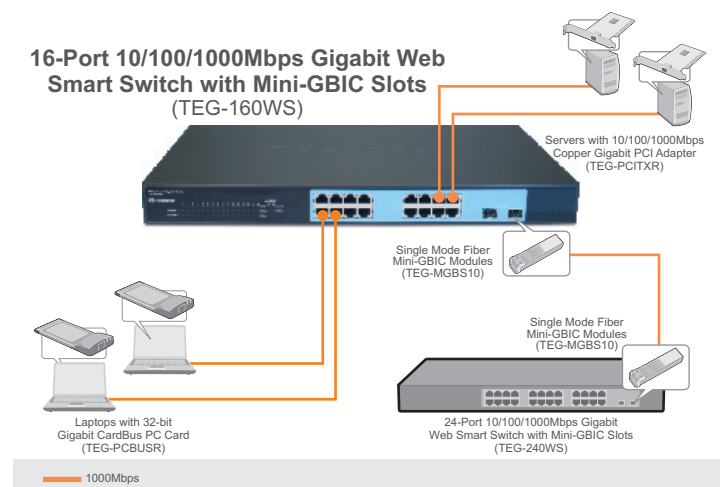 16-Port 10/100/1000Mbps Gigabit Web
Smart Switch with Mini-GBIC Slots
(TEG-160WS)
Servers with 10/100/1000Mbps
Copper Gigabit PCI Adapter
(TEG-PCITXR)
Single Mode Fiber
Mini-GBIC Modules
(TEG-MGBS10)
Single Mode Fiber
Mini-GBIC Modules
(TEG-MGBS10)
Laptops with 32-bit
Gigabit CardBus PC Card
(TEG-PCBUSR)
24-Port 10/100/1000Mbps Gigabit
Web Smart Switch with Mini-GBIC Slots
(TEG-240WS)
1000Mbps